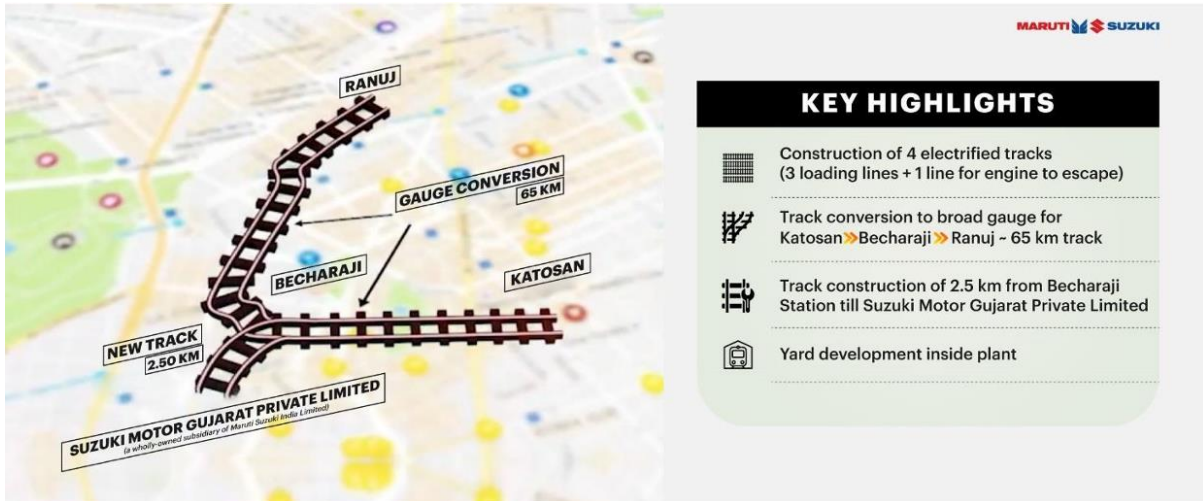 RANUJ
GAUGE CONVERSION
65 KM
BECHARAJI
KATOSAN
NEW TRACK
2.50 KM
SUZUKI MOTOR GUJARAT PRIVATE LIMITED
(a wholly-owned subsidiary of Maruti Suzuki India Limited)
MARUTI SUZUKI
KEY HIGHLIGHTS
Construction of 4 electrified tracks
(3 loading lines + 1 line for engine to escape)
Track conversion to broad gauge for
Katosan >> Becharaji >> Ranuj ~ 65 km track
Track construction of 2.5 km from Becharaji
Station till Suzuki Motor Gujarat Private Limited
Yard development inside plant